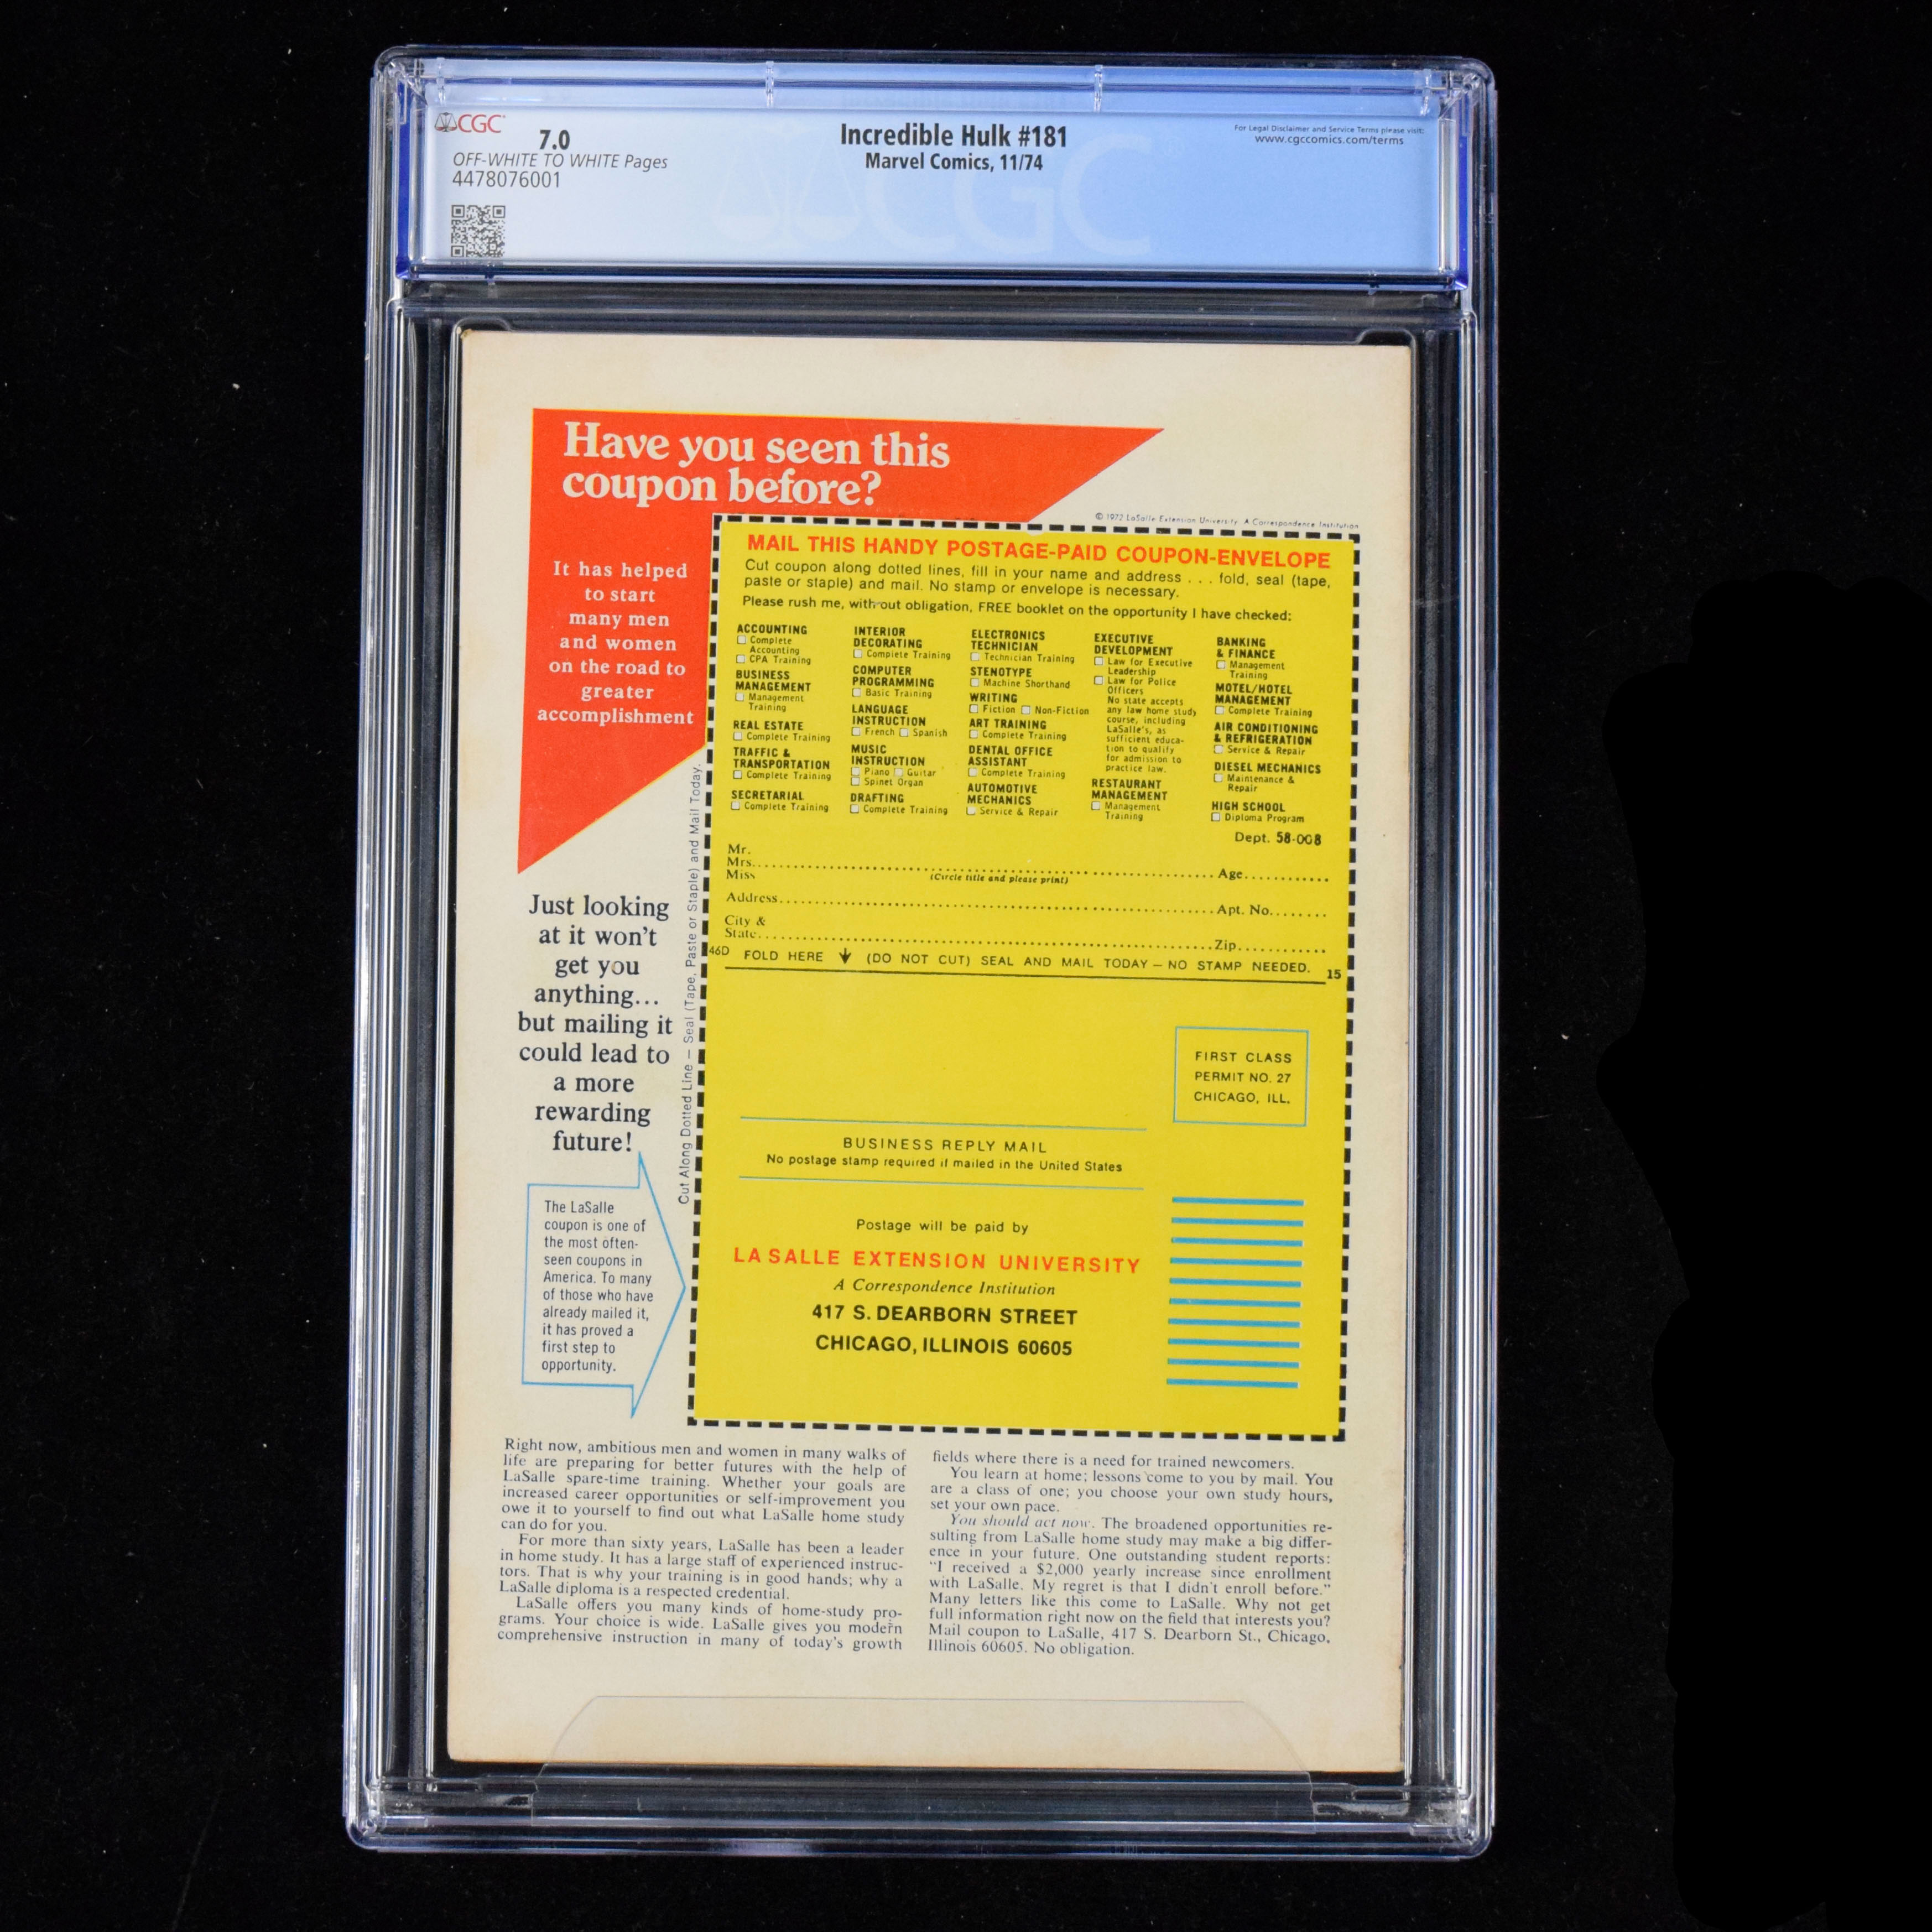 CGC
7.0
OFF-WHITE TO WHITE Pages
4478076001
Incredible Hulk #181
Marvel Comics, 11/74
For Legal Disclaimer and Service Terms please visit:
www.cgccomics.com/terms
CGC
Have you seen this
coupon before?
It has helped
to start
many men
and women
on the road to
greater
accomplishment
© 1972 LaSalle Extension University A Correspondence Institution
MAIL THIS HANDY POSTAGE-PAID COUPON-ENVELOPE
Cut coupon along dotted lines, fill in your name and address . . . fold, seal (tape,
paste or staple) and mail. No stamp or envelope is necessary.
Please rush me, without obligation, FREE booklet on the opportunity I have checked:
ACCOUNTING
Complete
Accounting
CPA Training
BUSINESS
MANAGEMENT
Management
Training
REAL ESTATE
Complete Training
TRAFFIC &
TRANSPORTATION
Complete Training
SECRETARIAL
Complete Training
INTERIOR
DECORATING
Complete Training
COMPUTER
PROGRAMMING
Basic Training
LANGUAGE
INSTRUCTION
French Spanish
MUSIC
INSTRUCTION
Piano Guitar
Spinet Organ
DRAFTING
Complete Training
ELECTRONICS
TECHNICIAN
Technician Training
STENOTYPE
Machine Shorthand
WRITING
Fiction Non-Fiction
ART TRAINING
Complete Training
DENTAL OFFICE
ASSISTANT
Complete Training
AUTOMOTIVE
MECHANICS
Service & Repair
EXECUTIVE
DEVELOPMENT
Law for Executive
Leadership
Law for Police
Officers
No state accepts
any law home study
course, including
LaSalle's, as
sufficient educa-
tion to qualify
for admission to
practice law.
RESTAURANT
MANAGEMENT
Management
Training
BANKING
& FINANCE
Management
Training
MOTEL/HOTEL
MANAGEMENT
Complete Training
AIR CONDITIONING
& REFRIGERATION
Service & Repair
DIESEL MECHANICS
Maintenance &
Repair
HIGH SCHOOL
Diploma Program
Dept. 58-008
Mr.
Mrs. Age
Miss (Circle title and please print)
Address Apt. No.
City &
State Zip
46D FOLD HERE (DO NOT CUT) SEAL AND MAIL TODAY — NO STAMP NEEDED. 15
Cut Along Dotted Line — Seal (Tape, Paste or Staple) and Mail Today.
Just looking
at it won't
get you
anything...
but mailing it
could lead to
a more
rewarding
future!
FIRST CLASS
PERMIT NO. 27
CHICAGO, ILL.
BUSINESS REPLY MAIL
No postage stamp required if mailed in the United States
Postage will be paid by
LA SALLE EXTENSION UNIVERSITY
A Correspondence Institution
417 S. DEARBORN STREET
CHICAGO, ILLINOIS 60605
The LaSalle
coupon is one of
the most often-
seen coupons in
America. To many
of those who have
already mailed it,
it has proved a
first step to
opportunity.
Right now, ambitious men and women in many walks of
life are preparing for better futures with the help of
LaSalle spare-time training. Whether your goals are
increased career opportunities or self-improvement you
owe it to yourself to find out what LaSalle home study
can do for you.
For more than sixty years, LaSalle has been a leader
in home study. It has a large staff of experienced instruc-
tors. That is why your training is in good hands; why a
LaSalle diploma is a respected credential.
LaSalle offers you many kinds of home-study pro-
grams. Your choice is wide. LaSalle gives you modern
comprehensive instruction in many of today's growth
fields where there is a need for trained newcomers.
You learn at home; lessons come to you by mail. You
are a class of one; you choose your own study hours,
set your own pace.
You should act now. The broadened opportunities re-
sulting from LaSalle home study may make a big differ-
ence in your future. One outstanding student reports:
"I received a $2,000 yearly increase since enrollment
with LaSalle. My regret is that I didn't enroll before."
Many letters like this come to LaSalle. Why not get
full information right now on the field that interests you?
Mail coupon to LaSalle, 417 S. Dearborn St., Chicago,
Illinois 60605. No obligation.